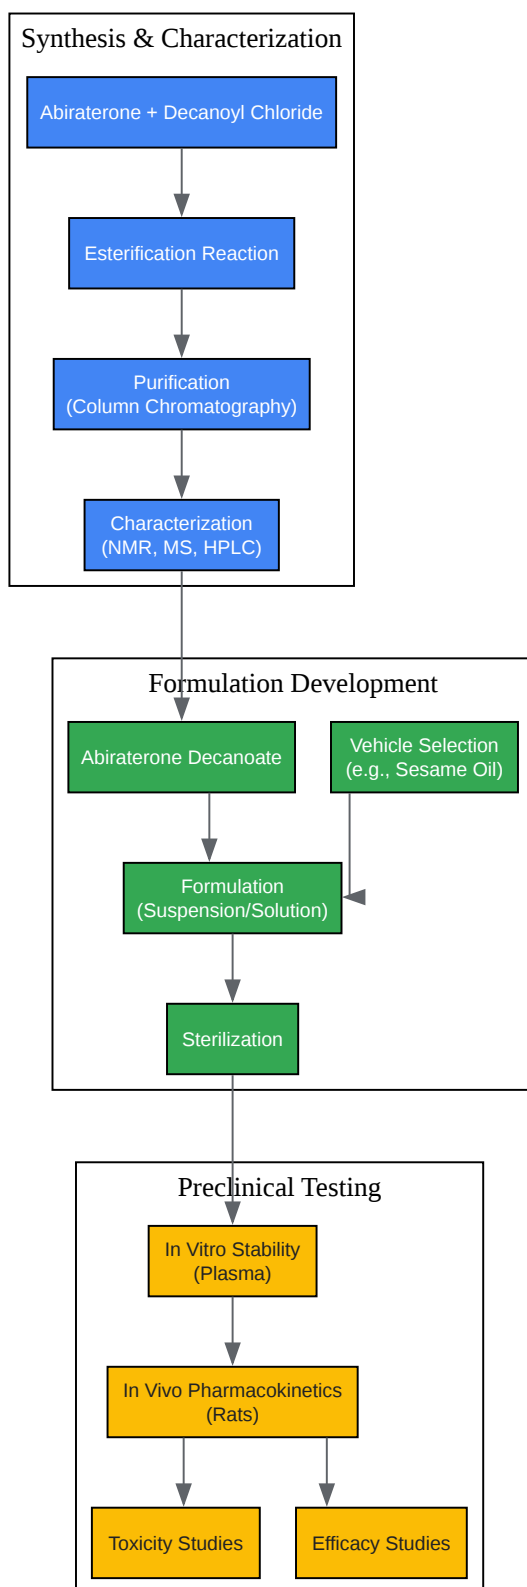 Synthesis & Characterization
Abiraterone + Decanoyl Chloride
Esterification Reaction
Purification
(Column Chromatography)
Characterization
(NMR, MS, HPLC)
Formulation Development
Abiraterone Decanoate
Vehicle Selection
(e.g., Sesame Oil)
Formulation
(Suspension/Solution)
Sterilization
Preclinical Testing
In Vitro Stability
(Plasma)
In Vivo Pharmacokinetics
(Rats)
Toxicity Studies
Efficacy Studies